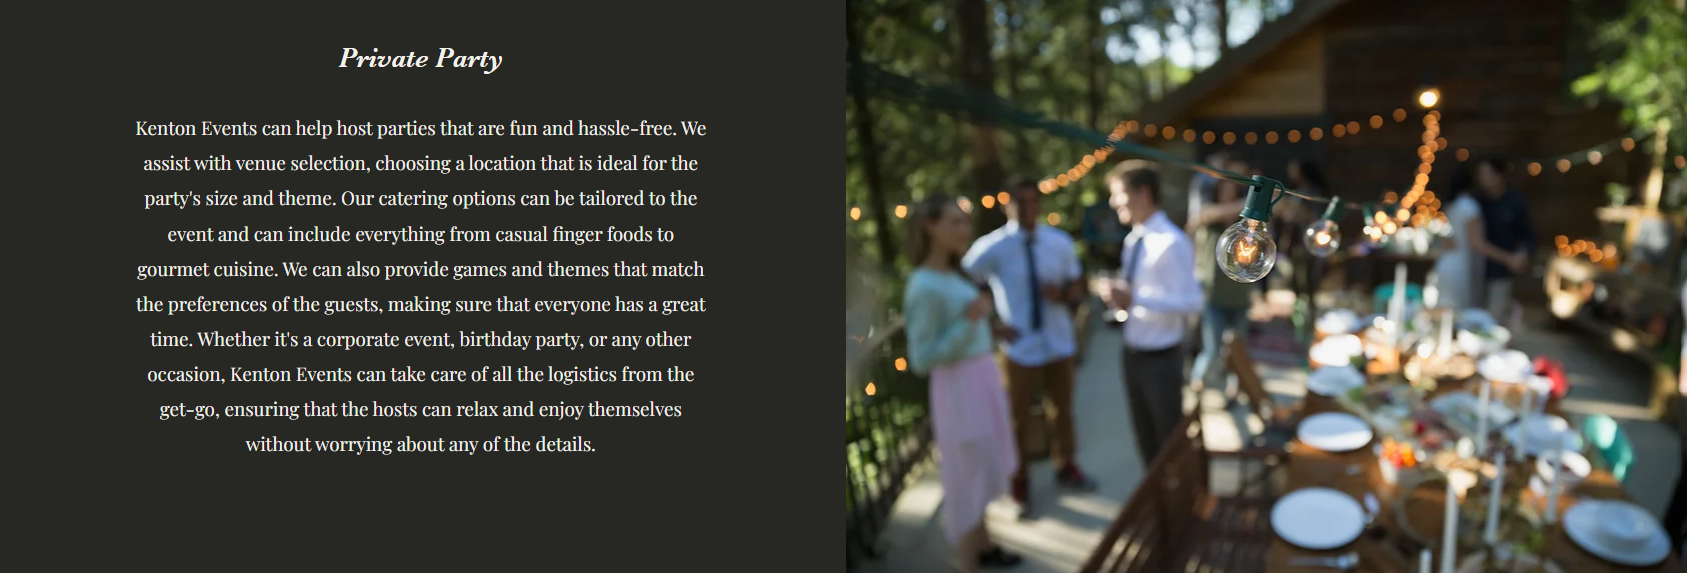 Private Party
Kenton Events can help host parties that are fun and hassle-free. We
assist with venue selection, choosing a location that is ideal for the
party's size and theme. Our catering options can be tailored to the
event and can include everything from casual finger foods to
gourmet cuisine. We can also provide games and themes that match
the preferences of the guests, making sure that everyone has a great
time. Whether it's a corporate event, birthday party, or any other
occasion, Kenton Events can take care of all the logistics from the
get-go, ensuring that the hosts can relax and enjoy themselves
without worrying about any of the details.